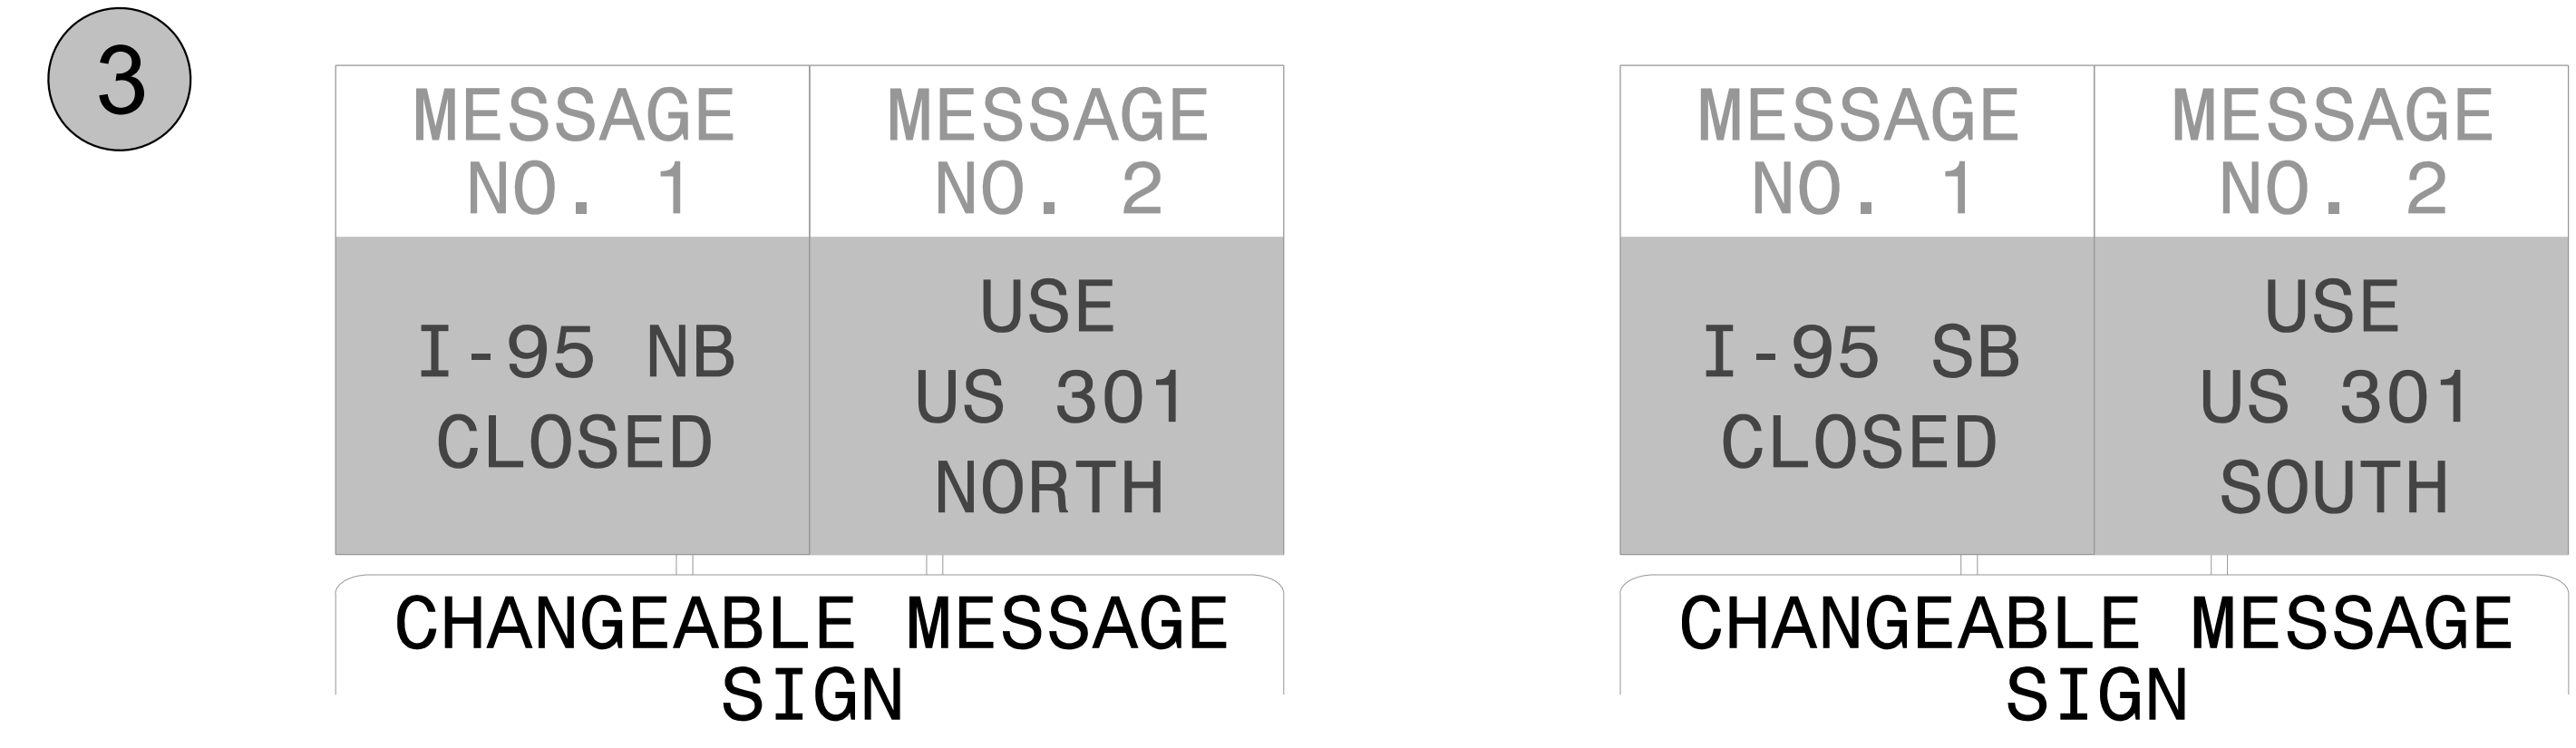 3
MESSAGE
NO. 1
MESSAGE
NO. 2
I-95 NB
CLOSED
USE
US 301
NORTH
CHANGEABLE MESSAGE
SIGN
MESSAGE
NO. 1
MESSAGE
NO. 2
I-95 SB
CLOSED
USE
US 301
SOUTH
CHANGEABLE MESSAGE
SIGN